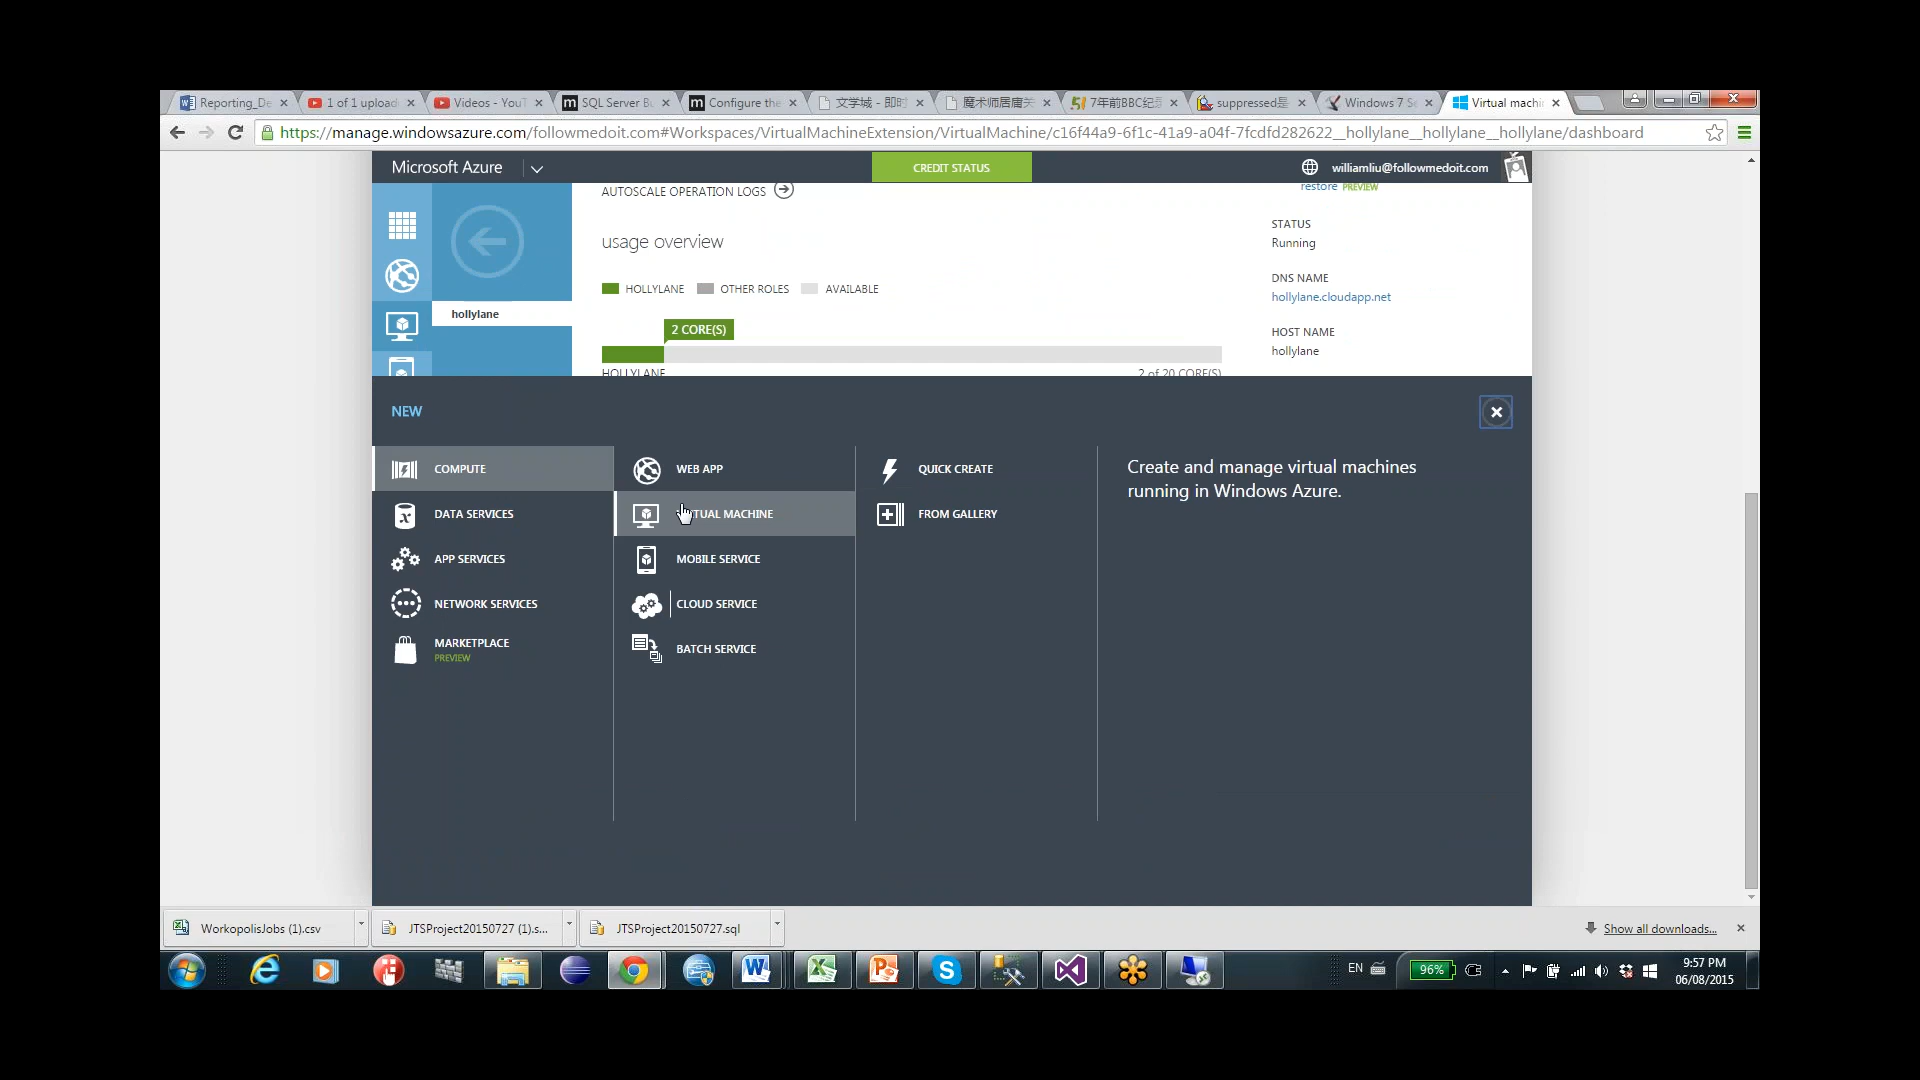 Reporting_De
1 of 1 upload
Videos - YouT
SQL Server B
Configure the
文学城 - 即时
魔术师居庸关
7年前BBC纪
suppressed是
Windows 7 Se
Virtual machi
https://manage.windowsazure.com/followmedoit.com#Workspaces/VirtualMachineExtension/VirtualMachine/c16f44a9-6f1c-41a9-a04f-7fcdfd282622__hollylane__hollylane__hollylane/dashboard
Microsoft Azure
CREDIT STATUS
williamliu@followmedoit.com
AUTOSCALE OPERATION LOGS
restore PREVIEW
usage overview
STATUS
Running
DNS NAME
hollylane.cloudapp.net
HOLLYLANE
OTHER ROLES
AVAILABLE
hollylane
2 CORE(S)
HOST NAME
hollylane
HOLLYLANE
2 of 20 CORE(S)
NEW
COMPUTE
DATA SERVICES
APP SERVICES
NETWORK SERVICES
MARKETPLACE
PREVIEW
WEB APP
TUAL MACHINE
MOBILE SERVICE
CLOUD SERVICE
BATCH SERVICE
QUICK CREATE
FROM GALLERY
Create and manage virtual machines
running in Windows Azure.
WorkopolisJobs (1).csv
JTSProject20150727 (1).s...
JTSProject20150727.sql
Show all downloads...
EN
96%
9:57 PM
06/08/2015